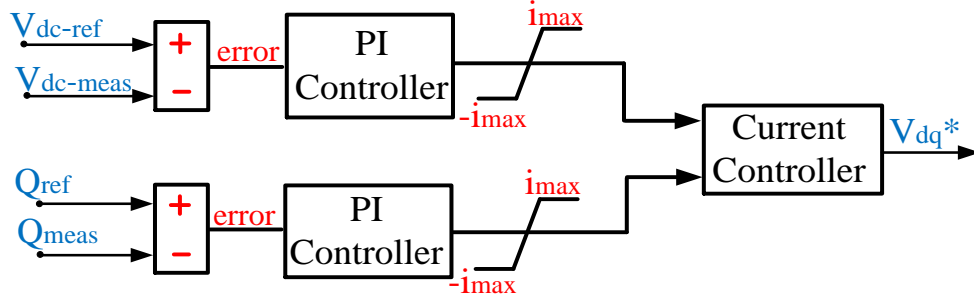 Vdc-ref
+
−
Vdc-meas
error
PI
Controller
imax
-imax
Qref
+
−
Qmeas
error
PI
Controller
imax
-imax
Current
Controller
Vdq*